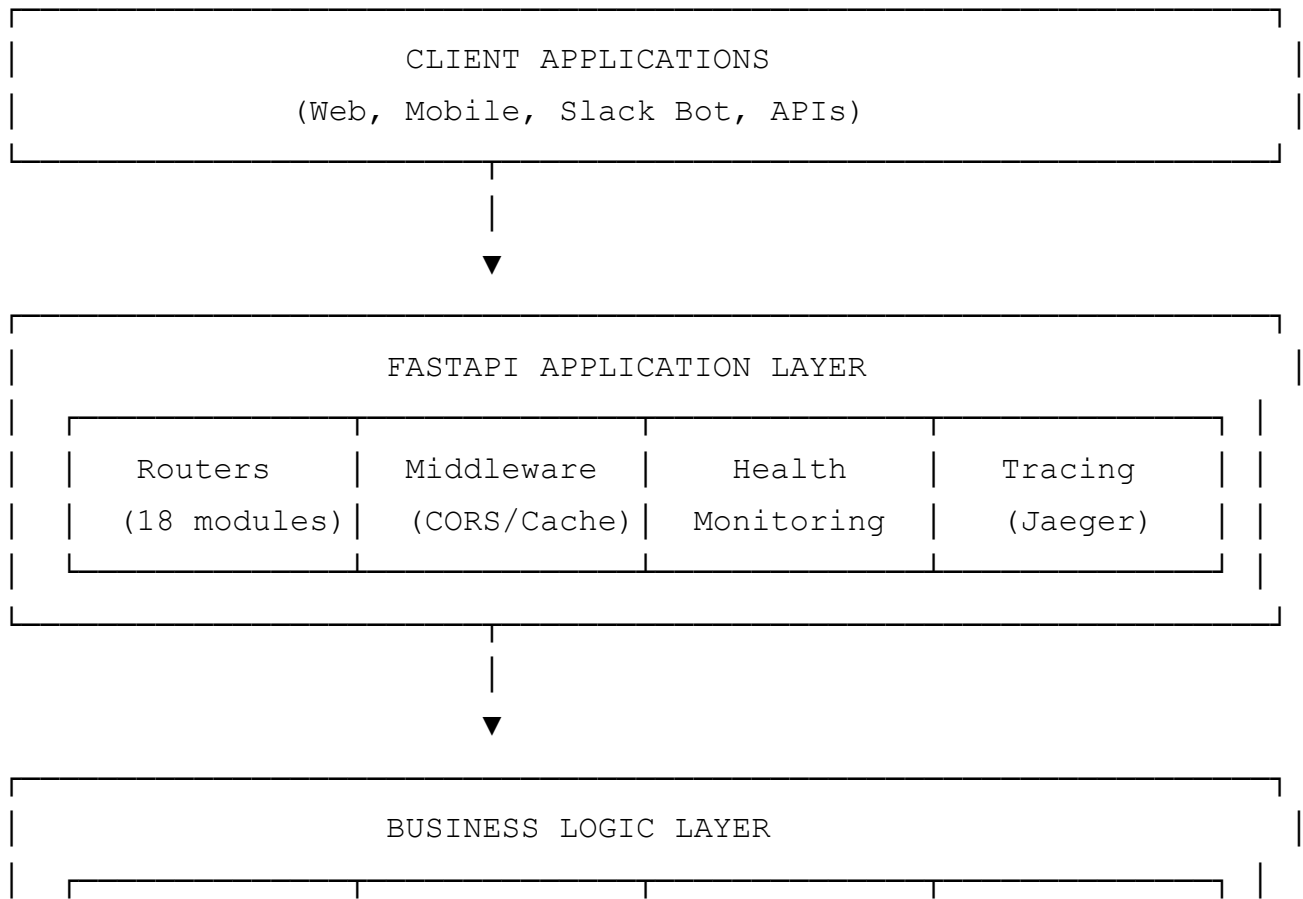 CLIENT APPLICATIONS
(Web, Mobile, Slack Bot, APIs)
FASTAPI APPLICATION LAYER
Routers Middleware Health Tracing
(18 modules) (CORS/Cache) Monitoring (Jaeger)
BUSINESS LOGIC LAYER